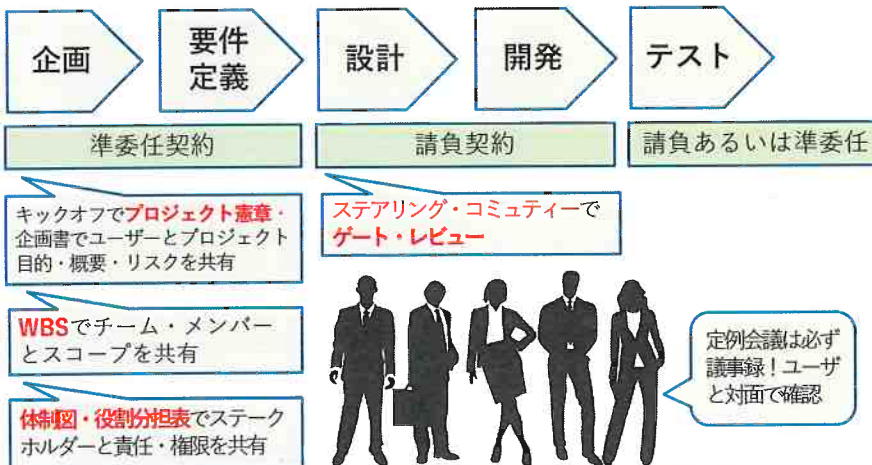 企画
要件
定義
設計
開発
テスト
準委任契約
請負契約
請負あるいは準委任
キックオフでプロジェクト憲章・
企画書でユーザーとプロジェクト
目的・概要・リスクを共有
ステアリング・コミュティーで
ゲート・レビュー
WBSでチーム・メンバー
とスコープを共有
体制図・役割分担表でステーク
ホルダーと責任・権限を共有
定例会議は必ず
議事録！ユーザ
と対面で確認